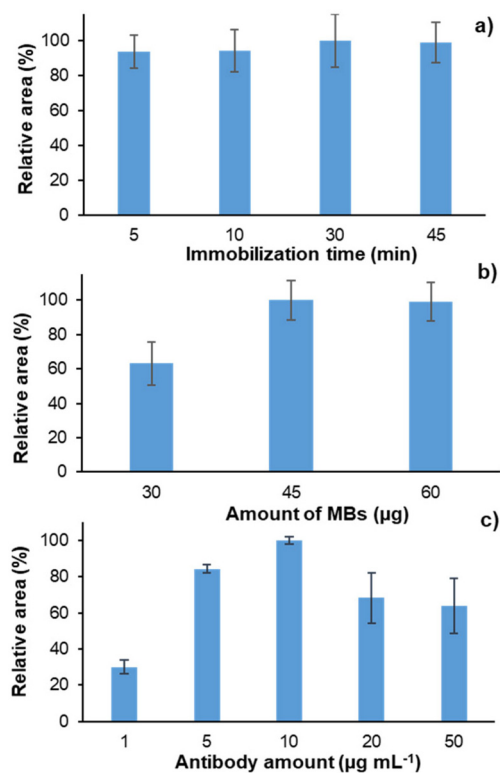 a)
Relative area (%)
100
80
60
40
20
0
5 10 30 45
Immobilization time (min)
b)
Relative area (%)
100
80
60
40
20
0
30 45 60
Amount of MBs (µg)
c)
Relative area (%)
100
80
60
40
20
0
1 5 10 20 50
Antibody amount (µg mL⁻¹)